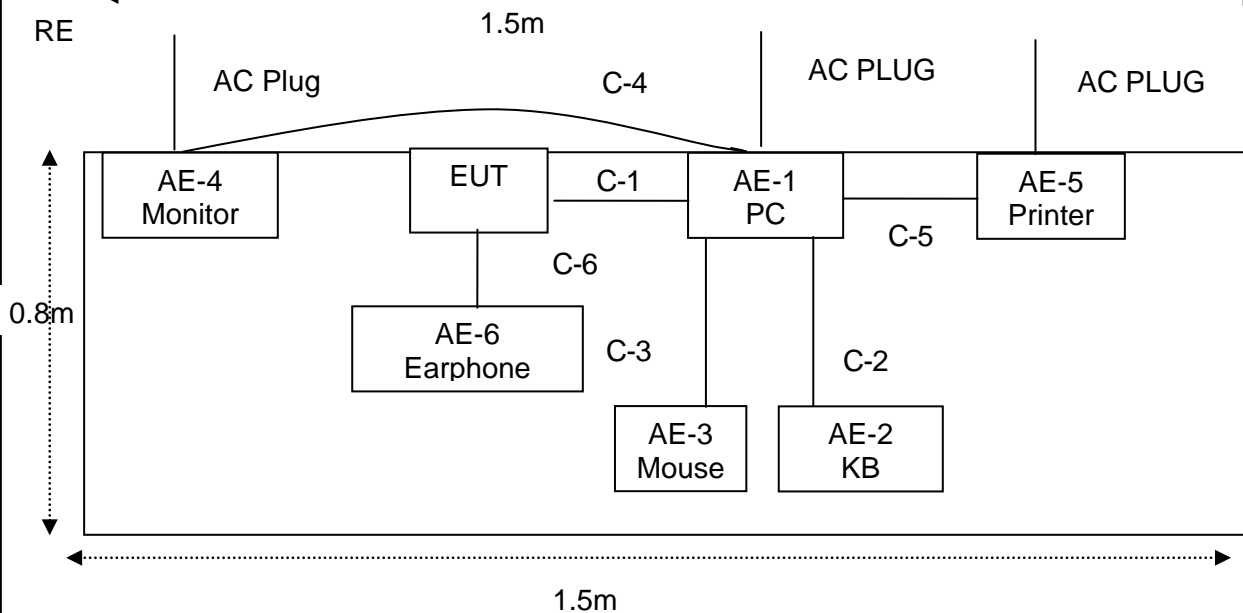 1.5m
RE
AC Plug
C-4
AC PLUG
AC PLUG
AE-4
Monitor
EUT
C-1
AE-1
PC
AE-5
Printer
C-5
C-6
0.8m
AE-6
Earphone
C-3
C-2
AE-3
Mouse
AE-2
KB
1.5m